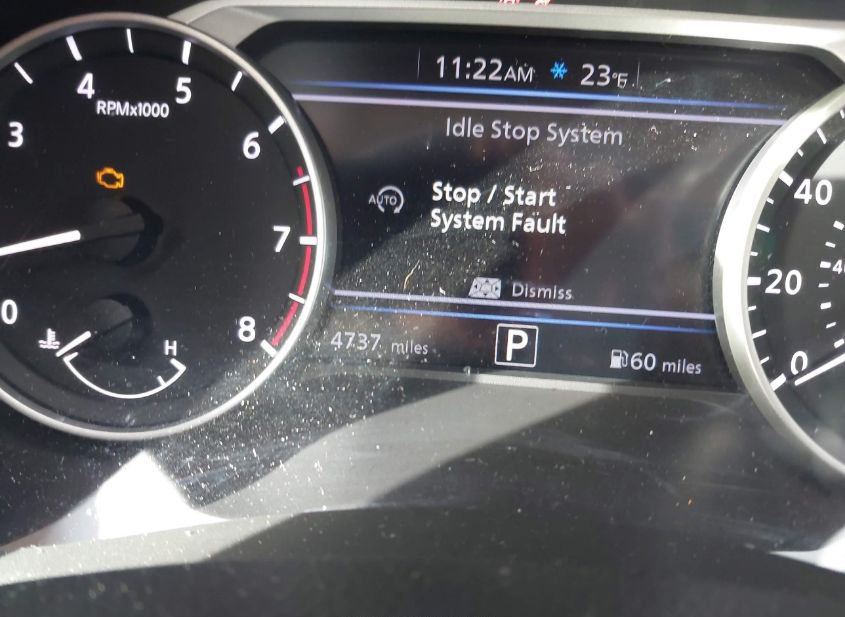 11:22AM 23°F
4
5
RPMx1000
3
6
Idle Stop System
AUTO
Stop / Start
System Fault
7
40
20
Dismiss
0
8
H
4737 miles
P
60 miles
0